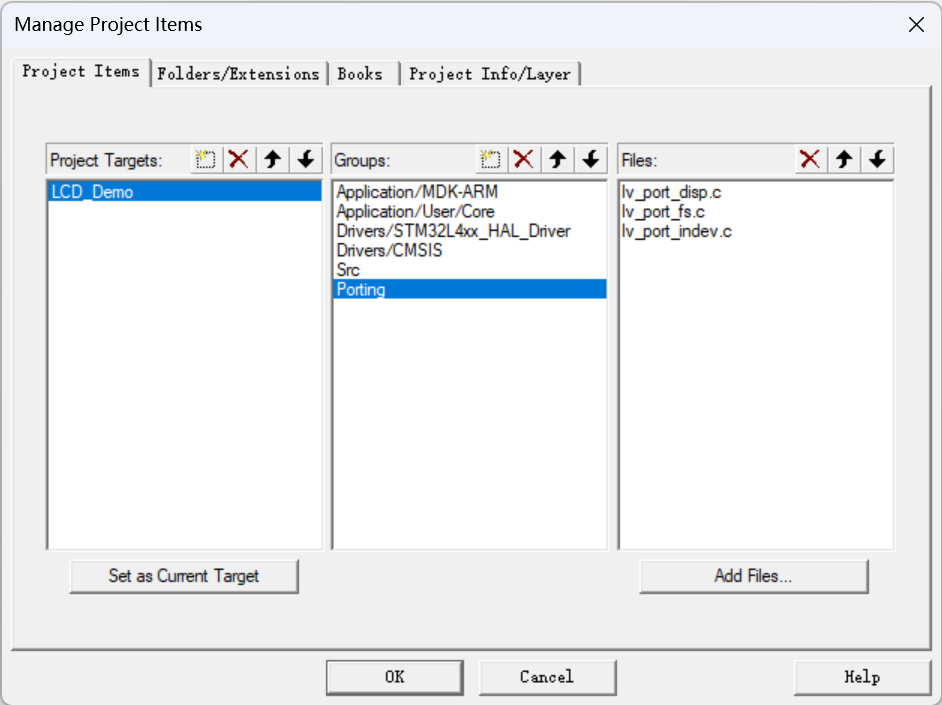 Manage Project Items
Project Items Folders/Extensions Books Project Info/Layer
Project Targets: Groups: Files:
LCD_Demo
Application/MDK-ARM
Application/User/Core
Drivers/STM32L4xx_HAL_Driver
Drivers/CMSIS
Src
Porting
lv_port_disp.c
lv_port_fs.c
lv_port_indev.c
Set as Current Target
Add Files...
OK Cancel Help